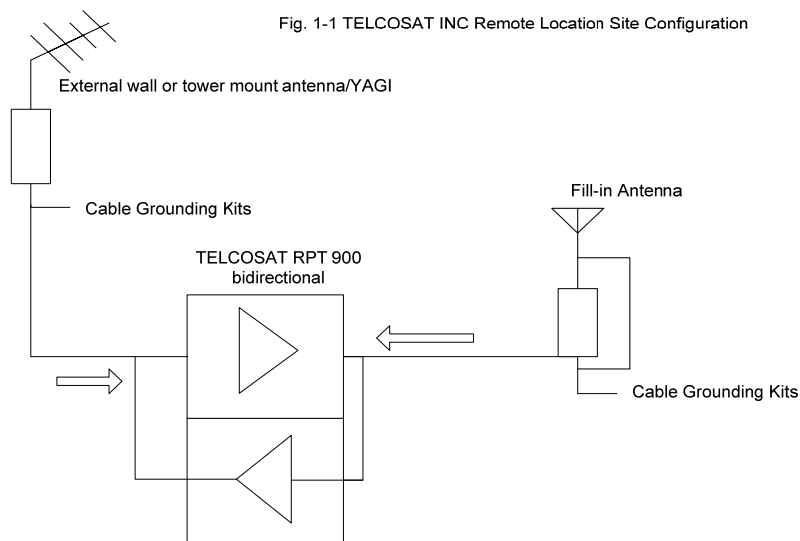 Fig. 1-1 TELCOSAT INC Remote Location Site Configuration
External wall or tower mount antenna/YAGI
Fill-in Antenna
Cable Grounding Kits
TELCOSAT RPT 900
bidirectional
Cable Grounding Kits